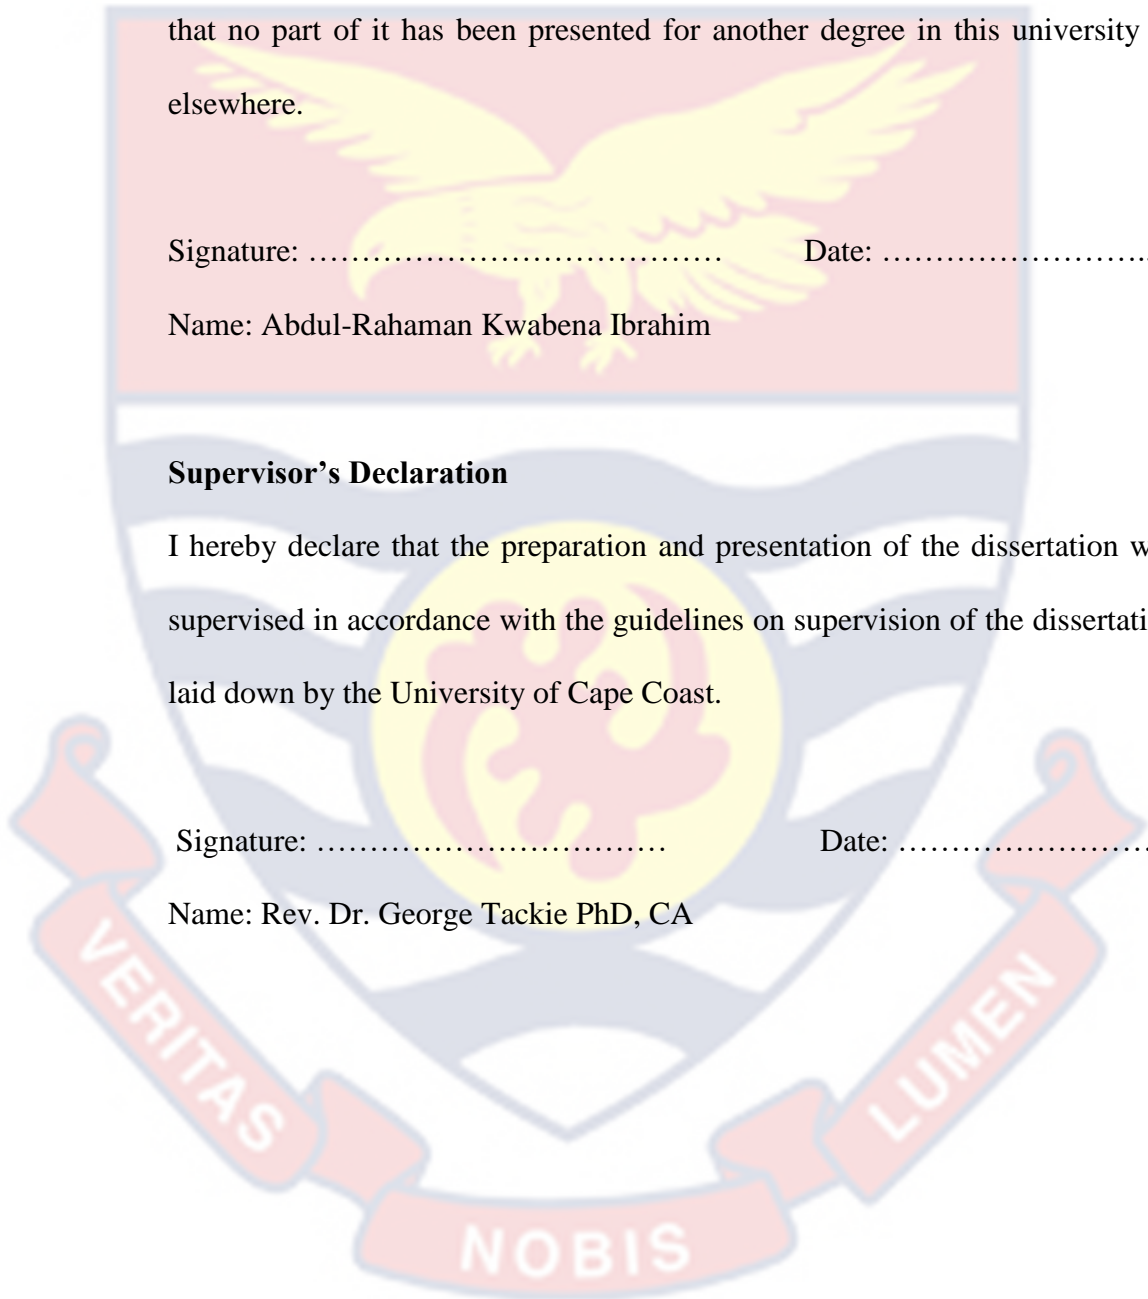 that no part of it has been presented for another degree in this university
elsewhere.
Signature: ………………………………… Date: ……………………..
Name: Abdul-Rahaman Kwabena Ibrahim
Supervisor’s Declaration
I hereby declare that the preparation and presentation of the dissertation w
supervised in accordance with the guidelines on supervision of the dissertati
laid down by the University of Cape Coast.
Signature: …………………………… Date: ……………………
Name: Rev. Dr. George Tackie PhD, CA
VERITAS
NOBIS
LUMEN